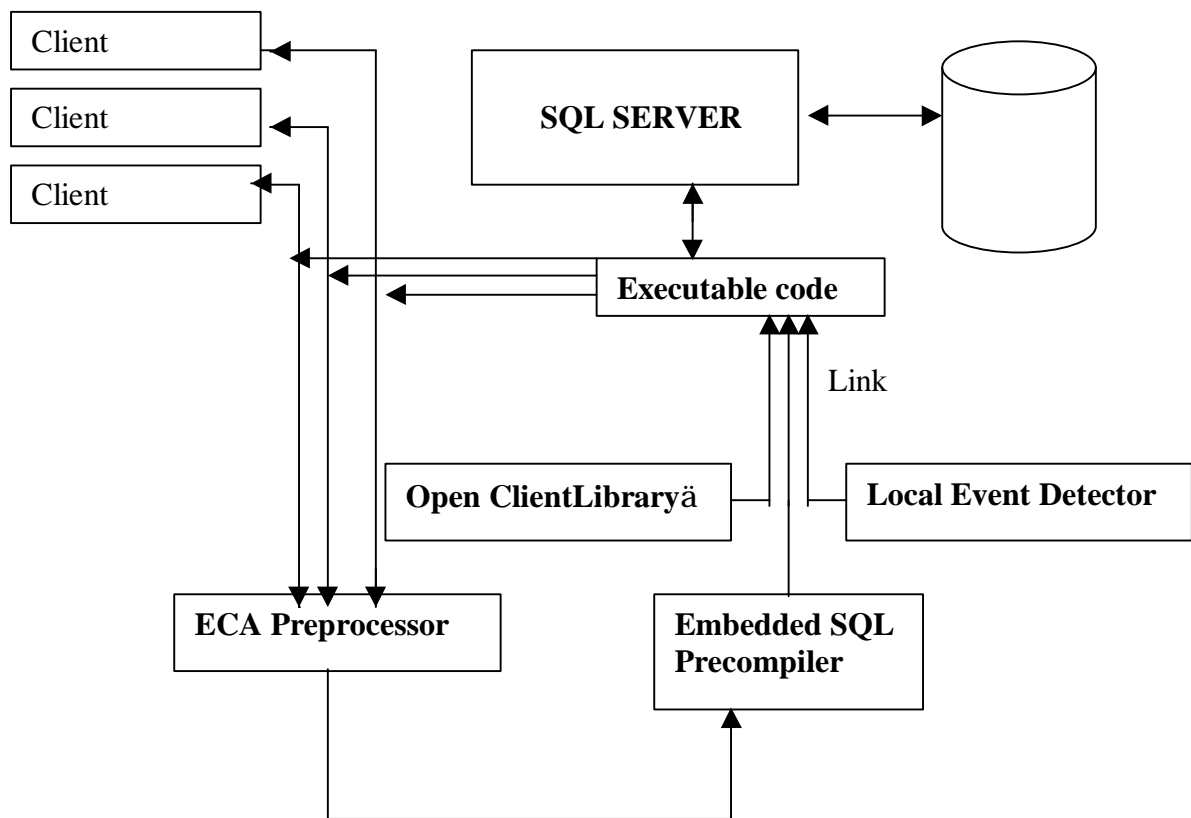 Client
Client
Client
SQL SERVER
Executable code
Link
Open ClientLibraryä
Local Event Detector
ECA Preprocessor
Embedded SQL
Precompiler